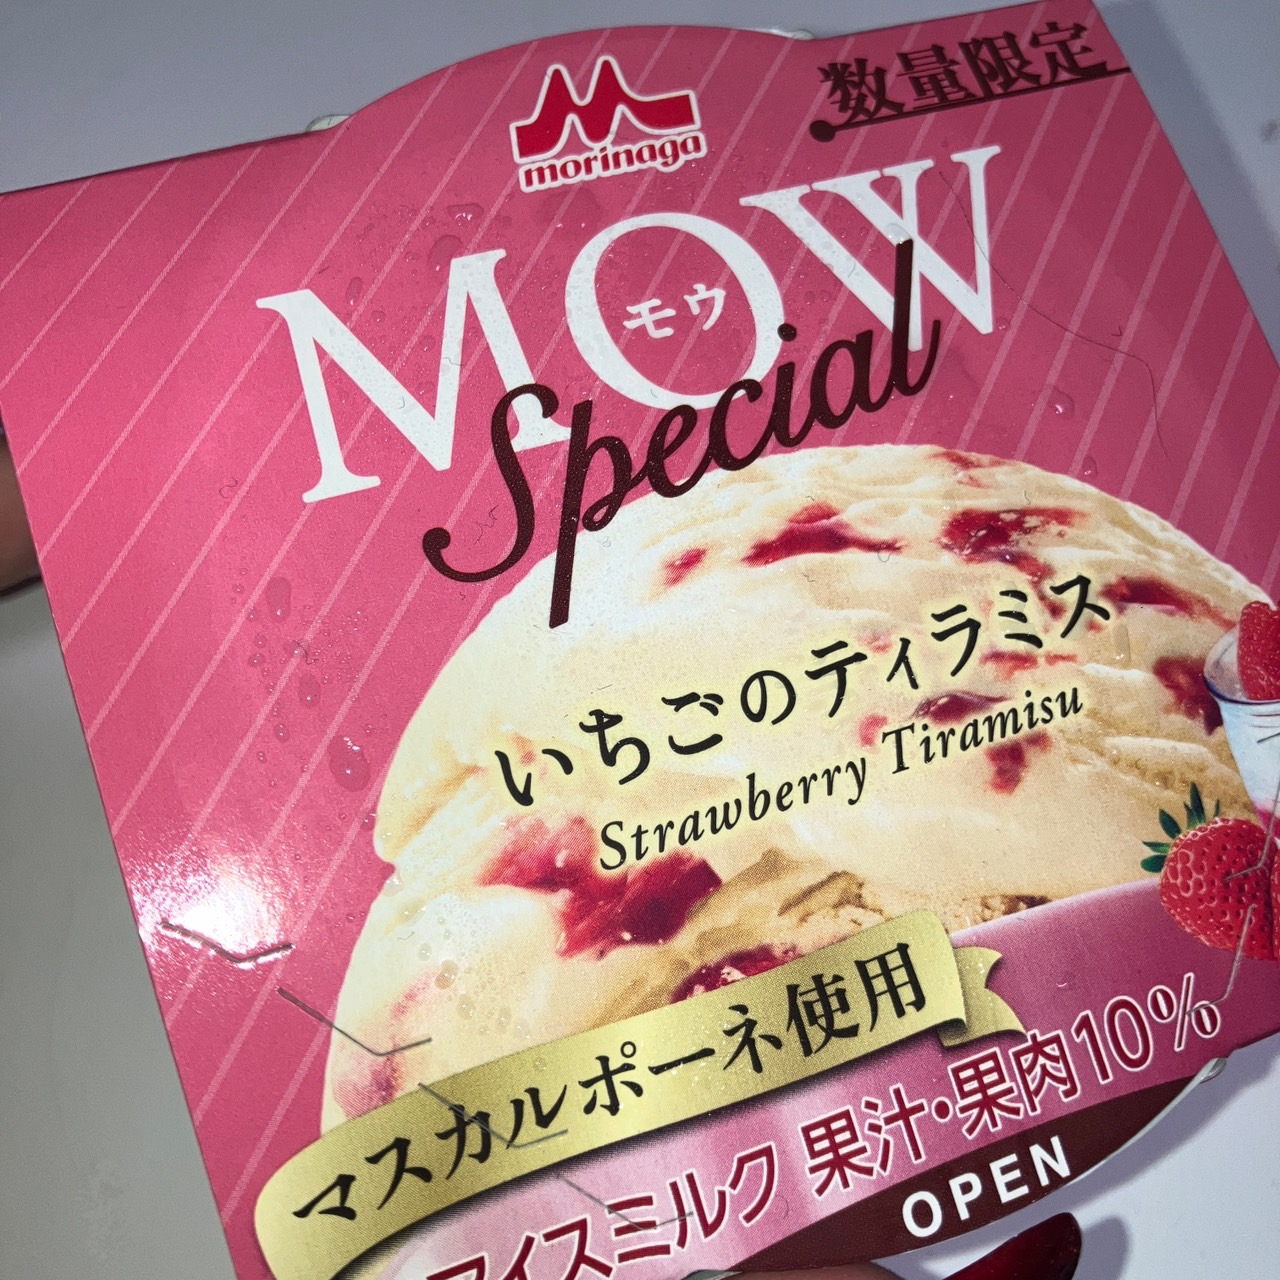 数量限定
morinaga
MOW
モウ
Special
いちごのティラミス
Strawberry Tiramisu
マスカルポーネ使用
アイスミルク 果汁・果肉10%
OPEN